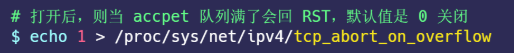 # 打开后，则当 accpet 队列满了会回 RST，默认值是 0 关闭
$ echo 1 > /proc/sys/net/ipv4/tcp_abort_on_overflow